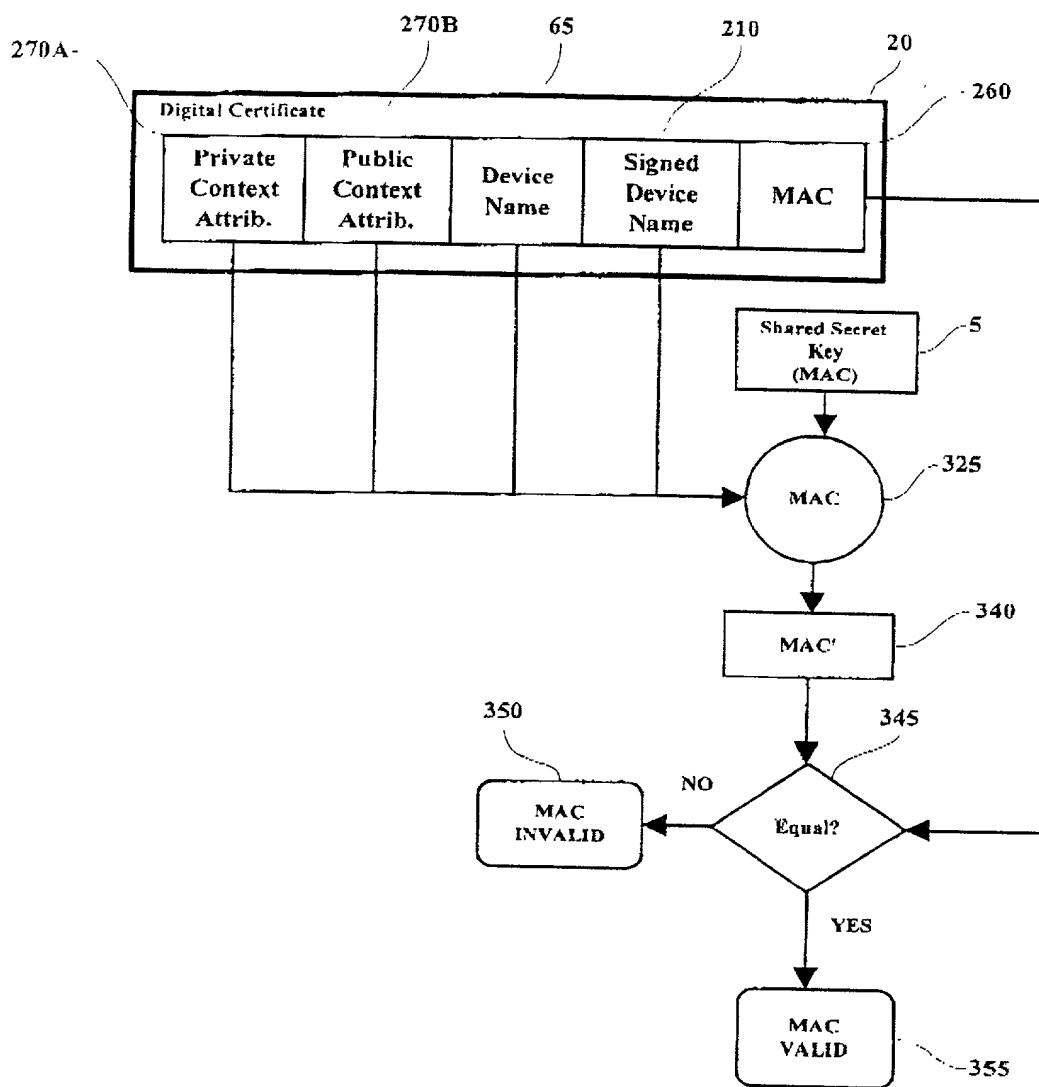 270A-
270B
65
210
20
260
Digital Certificate
Private
Context
Attrib.
Public
Context
Attrib.
Device
Name
Signed
Device
Name
MAC
Shared Secret
Key
(MAC)
5
MAC
325
MAC'
340
350
345
NO
MAC
INVALID
Equal?
YES
MAC
VALID
355